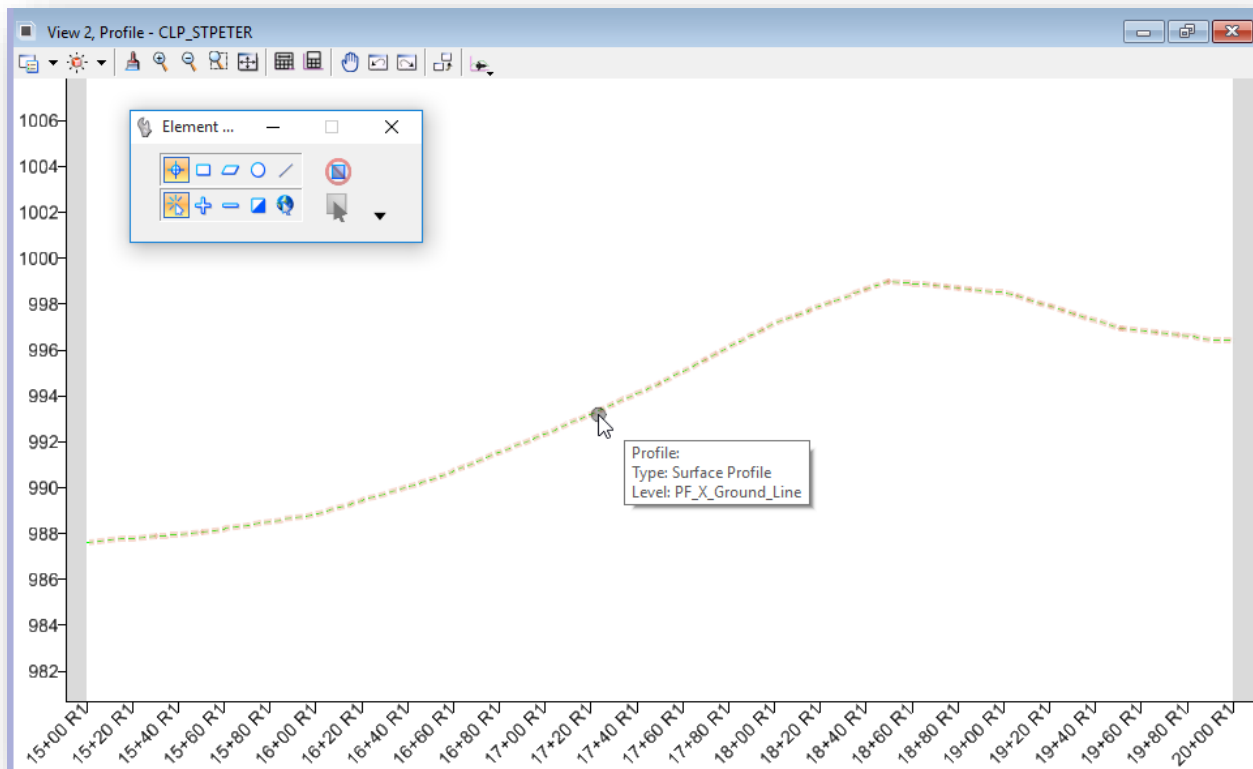 View 2, Profile - CLP_STPETER
Element ...
1006
1004
1002
1000
998
996
994
992
990
988
986
984
982
Profile:
Type: Surface Profile
Level: PF_X_Ground_Line
15+00 R1
15+20 R1
15+40 R1
15+60 R1
15+80 R1
16+00 R1
16+20 R1
16+40 R1
16+60 R1
16+80 R1
17+00 R1
17+20 R1
17+40 R1
17+60 R1
17+80 R1
18+00 R1
18+20 R1
18+40 R1
18+60 R1
18+80 R1
19+00 R1
19+20 R1
19+40 R1
19+60 R1
19+80 R1
20+00 R1